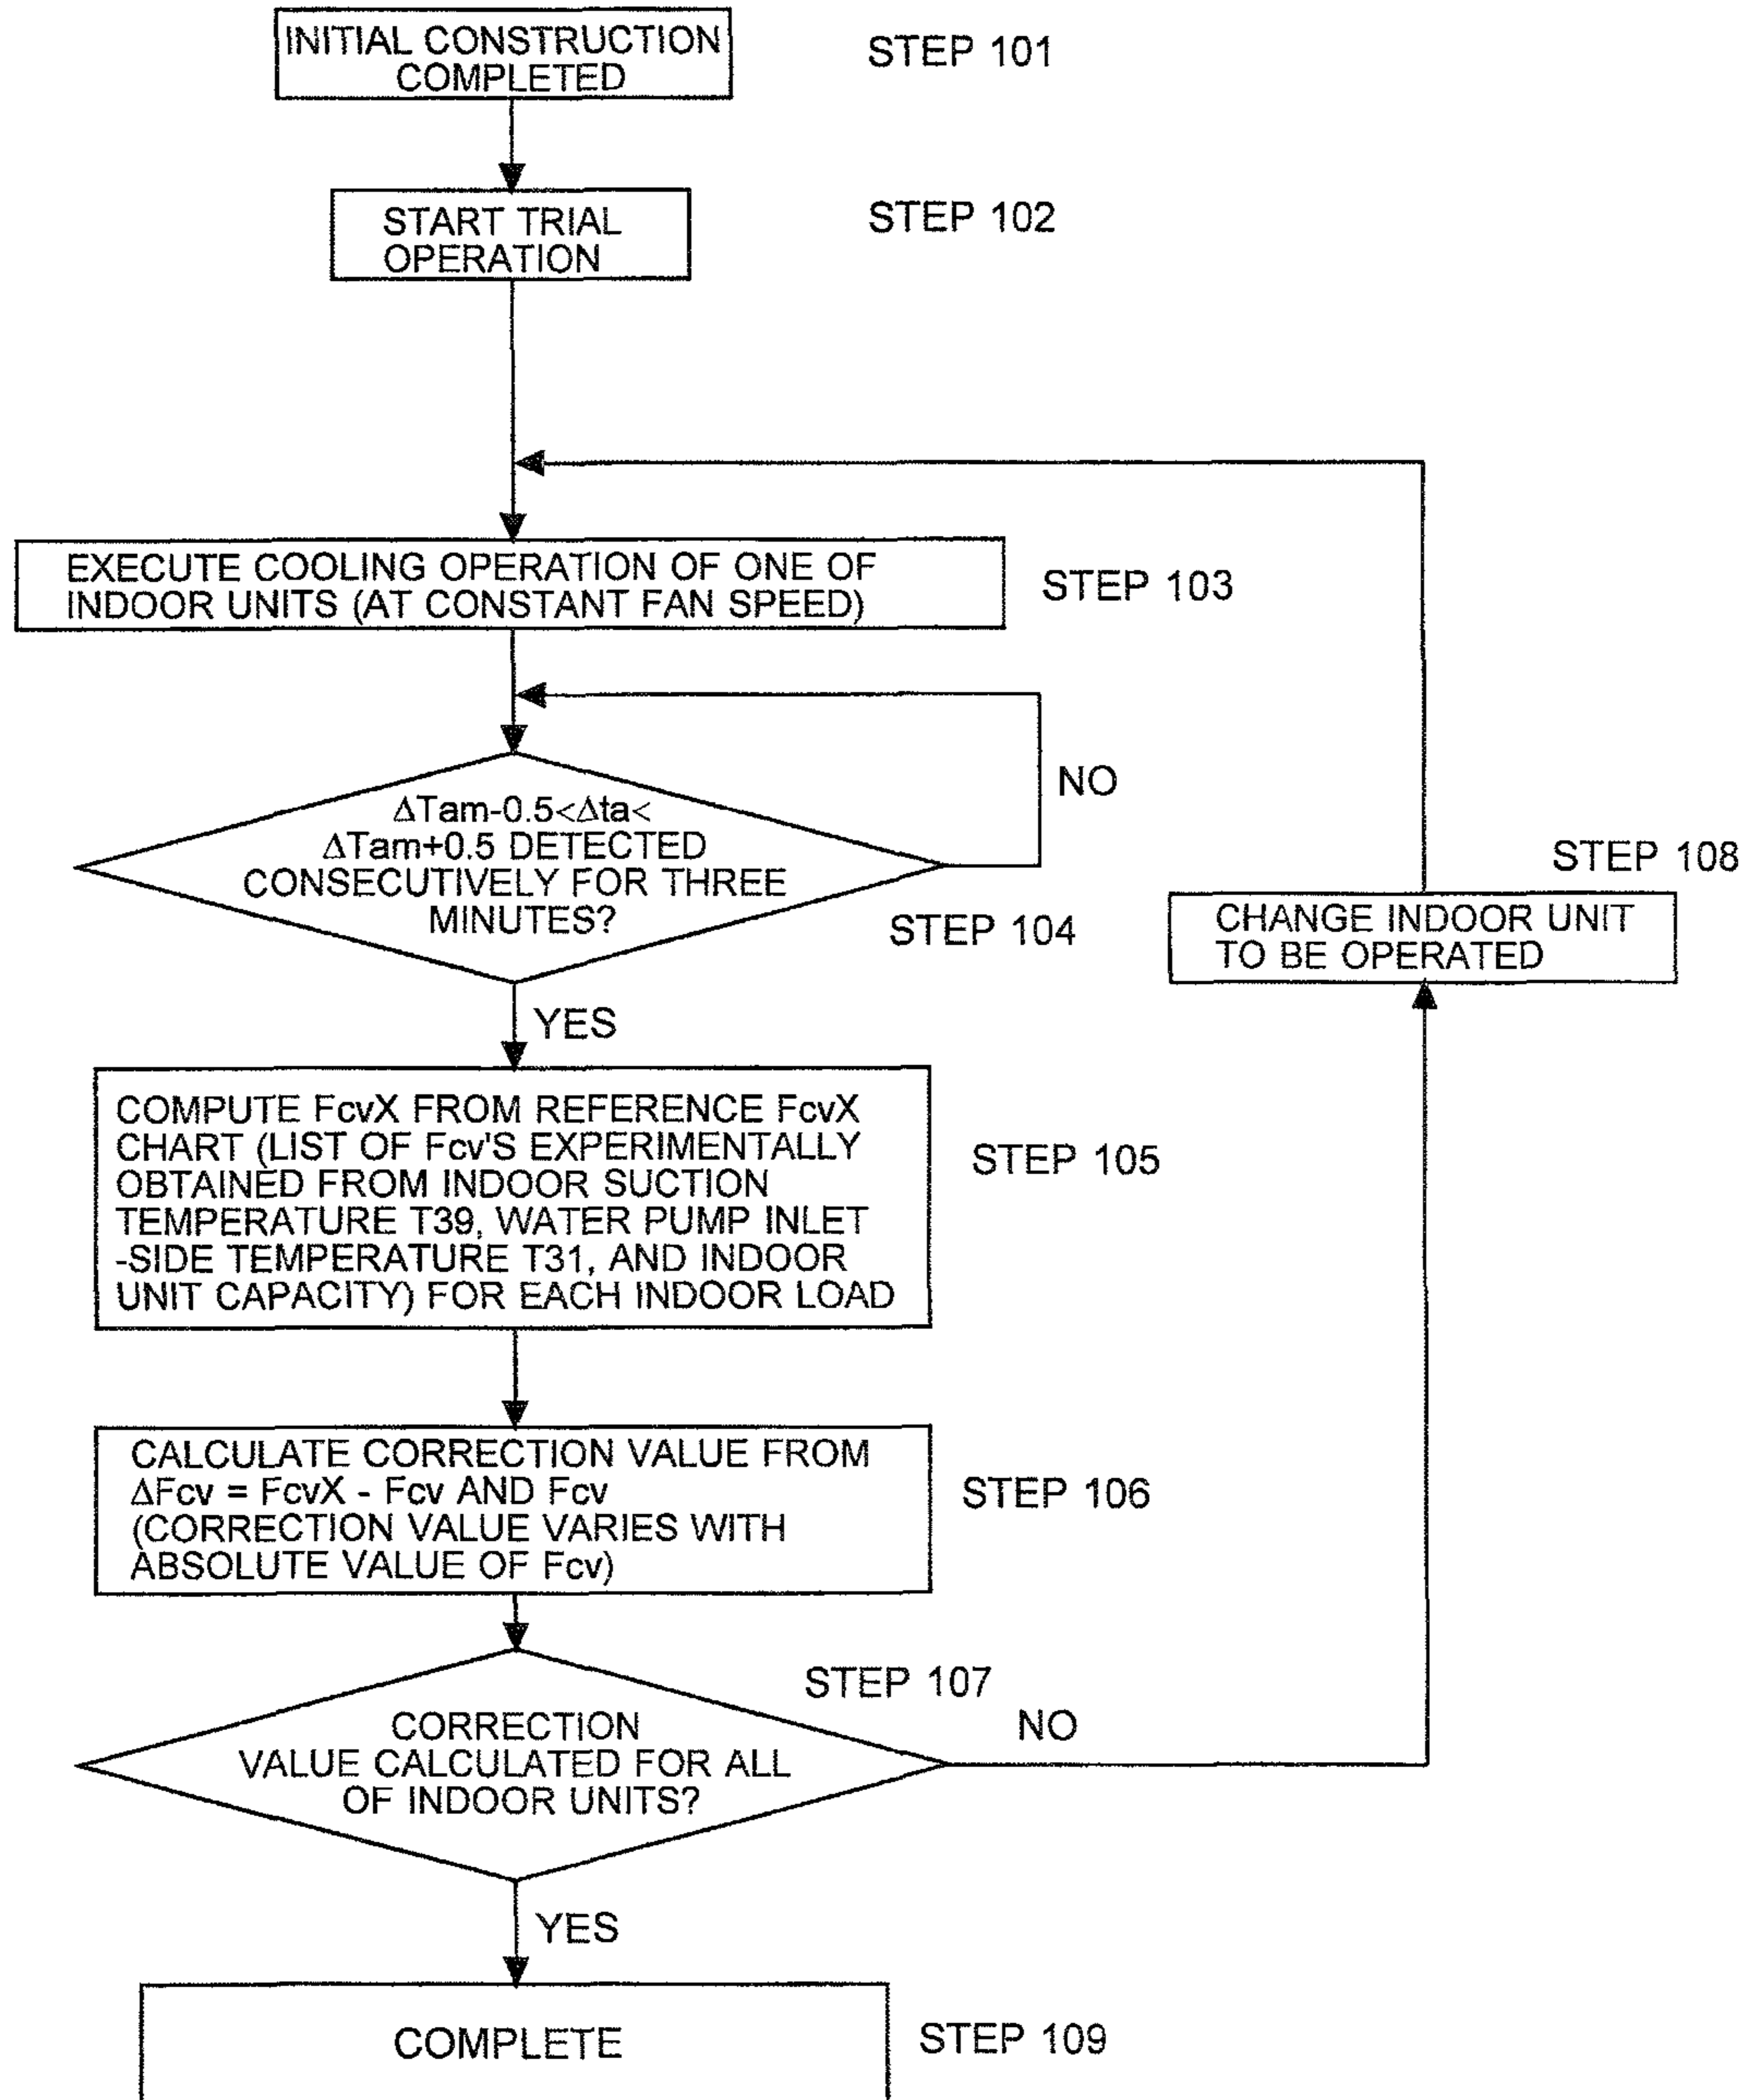 INITIAL CONSTRUCTION
COMPLETED
STEP 101
START TRIAL
OPERATION
STEP 102
EXECUTE COOLING OPERATION OF ONE OF
INDOOR UNITS (AT CONSTANT FAN SPEED)
STEP 103
ΔTam-0.5<Δta<
ΔTam+0.5 DETECTED
CONSECUTIVELY FOR THREE
MINUTES?
NO
STEP 104
STEP 108
CHANGE INDOOR UNIT
TO BE OPERATED
YES
COMPUTE FcvX FROM REFERENCE FcvX
CHART (LIST OF Fcv'S EXPERIMENTALLY
OBTAINED FROM INDOOR SUCTION
TEMPERATURE T39, WATER PUMP INLET
-SIDE TEMPERATURE T31, AND INDOOR
UNIT CAPACITY) FOR EACH INDOOR LOAD
STEP 105
CALCULATE CORRECTION VALUE FROM
ΔFcv = FcvX - Fcv AND Fcv
(CORRECTION VALUE VARIES WITH
ABSOLUTE VALUE OF Fcv)
STEP 106
STEP 107
CORRECTION
VALUE CALCULATED FOR ALL
OF INDOOR UNITS?
NO
YES
COMPLETE
STEP 109